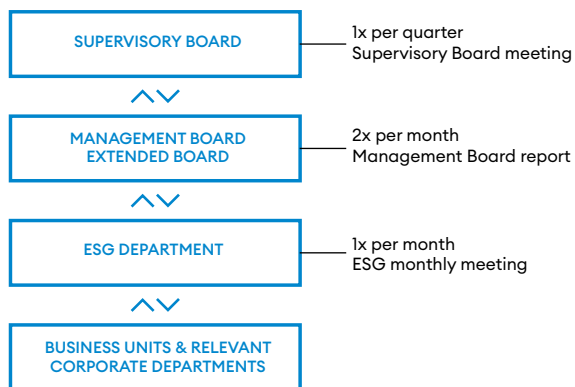 SUPERVISORY BOARD
1x per quarter
Supervisory Board meeting
MANAGEMENT BOARD
EXTENDED BOARD
2x per month
Management Board report
ESG DEPARTMENT
1x per month
ESG monthly meeting
BUSINESS UNITS & RELEVANT
CORPORATE DEPARTMENTS